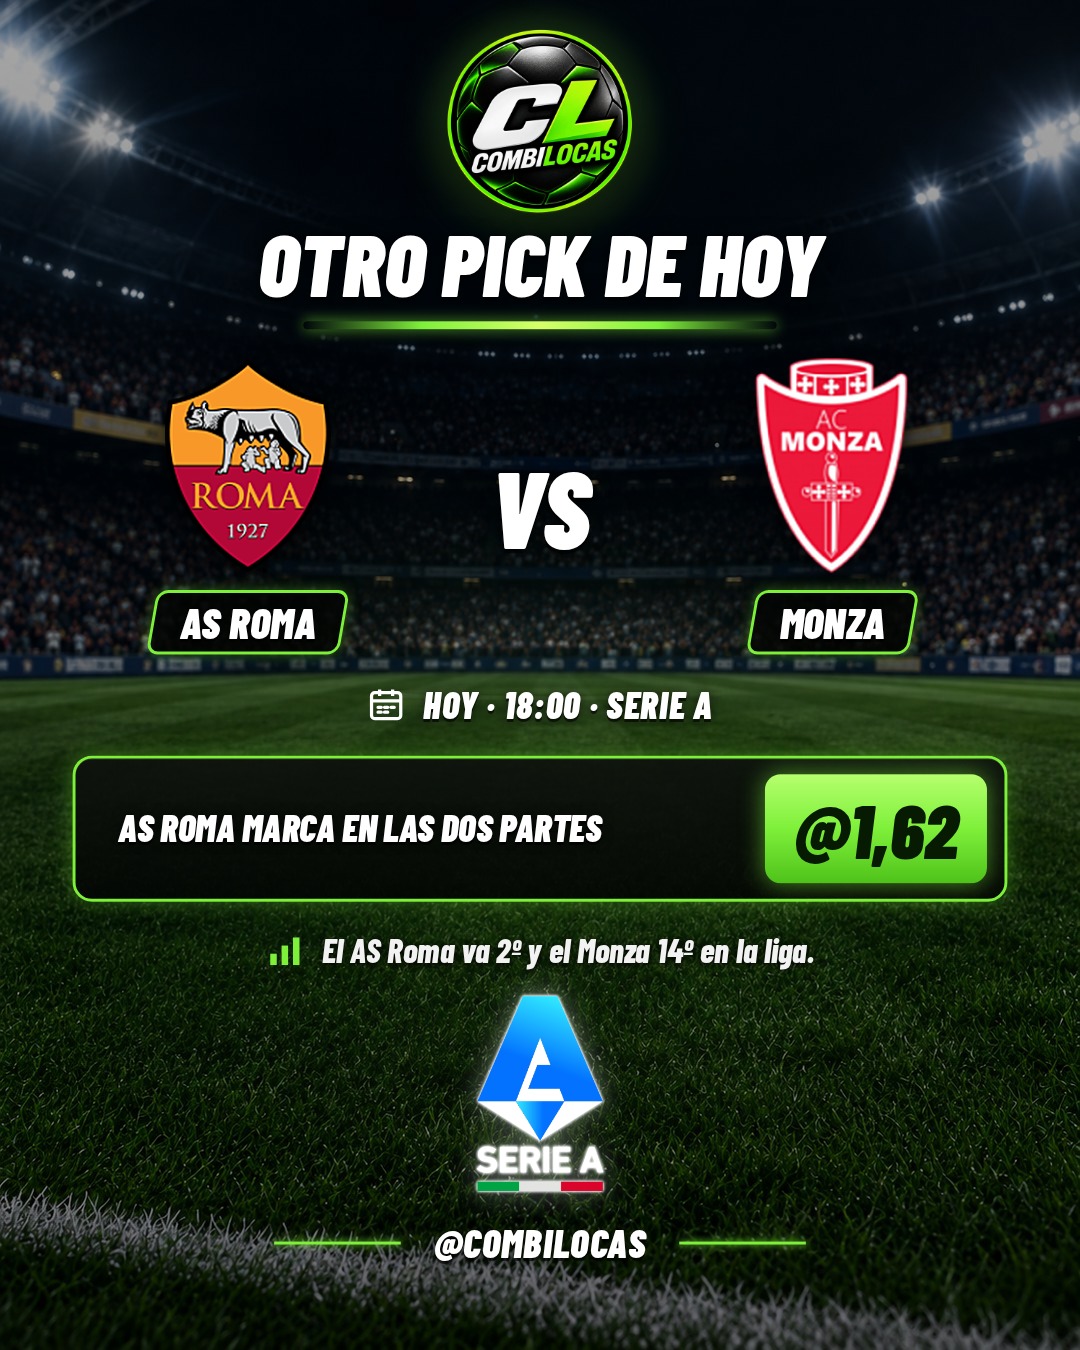 CL
COMBILOCAS
OTRO PICK DE HOY
ROMA
1927
VS
AC
MONZA
AS ROMA
MONZA
HOY · 18:00 · SERIE A
AS ROMA MARCA EN LAS DOS PARTES
@1,62
El AS Roma va 2º y el Monza 14º en la liga.
SERIE A
@COMBILOCAS